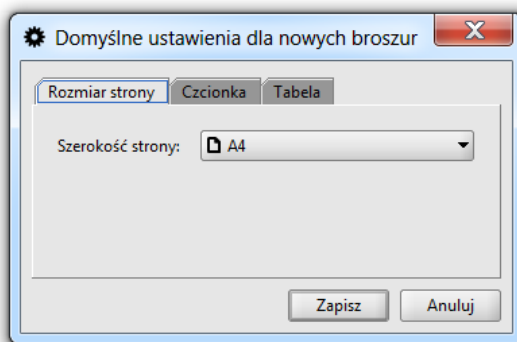 Domyślne ustawienia dla nowych broszur
Rozmiar strony Czcionka Tabela
Szerokość strony: A4
Zapisz Anuluj